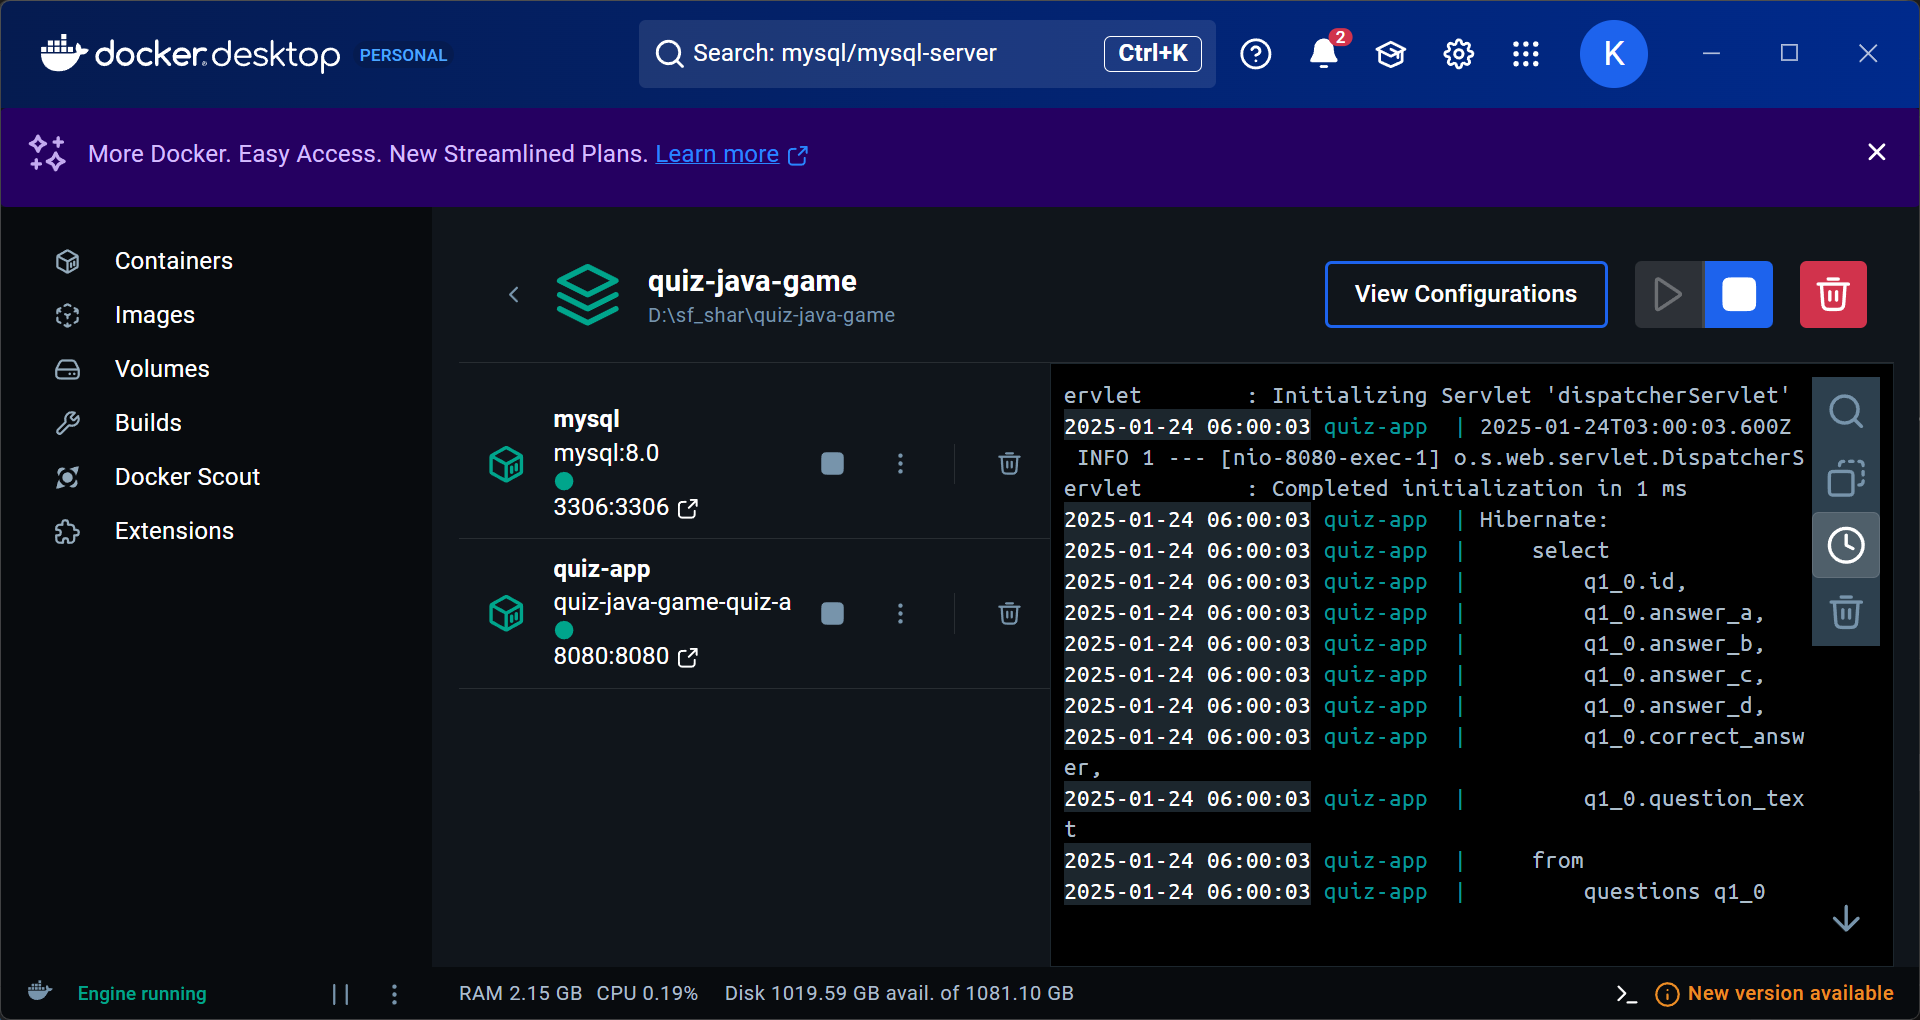 docker.desktop PERSONAL
Search: mysql/mysql-server Ctrl+K
2
K
More Docker. Easy Access. New Streamlined Plans. Learn more
Containers
Images
Volumes
Builds
Docker Scout
Extensions
quiz-java-game
D:\sf_shar\quiz-java-game
View Configurations
mysql
mysql:8.0
3306:3306
quiz-app
quiz-java-game-quiz-a
8080:8080
ervlet        : Initializing Servlet 'dispatcherServlet'
2025-01-24 06:00:03 quiz-app  | 2025-01-24T03:00:03.600Z
 INFO 1 --- [nio-8080-exec-1] o.s.web.servlet.DispatcherS
ervlet        : Completed initialization in 1 ms
2025-01-24 06:00:03 quiz-app  | Hibernate:
2025-01-24 06:00:03 quiz-app  |     select
2025-01-24 06:00:03 quiz-app  |         q1_0.id,
2025-01-24 06:00:03 quiz-app  |         q1_0.answer_a,
2025-01-24 06:00:03 quiz-app  |         q1_0.answer_b,
2025-01-24 06:00:03 quiz-app  |         q1_0.answer_c,
2025-01-24 06:00:03 quiz-app  |         q1_0.answer_d,
2025-01-24 06:00:03 quiz-app  |         q1_0.correct_answ
er,
2025-01-24 06:00:03 quiz-app  |         q1_0.question_tex
t
2025-01-24 06:00:03 quiz-app  |     from
2025-01-24 06:00:03 quiz-app  |         questions q1_0
Engine running
RAM 2.15 GB CPU 0.19% Disk 1019.59 GB avail. of 1081.10 GB
New version available